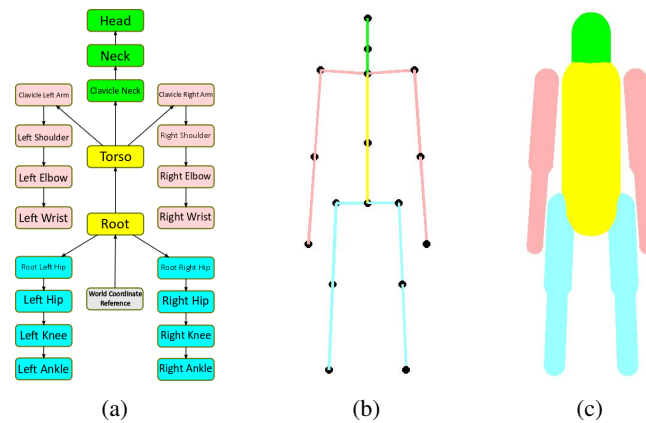 Head
Neck
Clavicle Left Arm
Clavicle Neck
Clavicle Right Arm
Left Shoulder
Right Shoulder
Torso
Left Elbow
Right Elbow
Left Wrist
Right Wrist
Root
Root Left Hip
Root Right Hip
Left Hip
World Coordinate
Reference
Right Hip
Left Knee
Right Knee
Left Ankle
Right Ankle
(a)
(b)
(c)